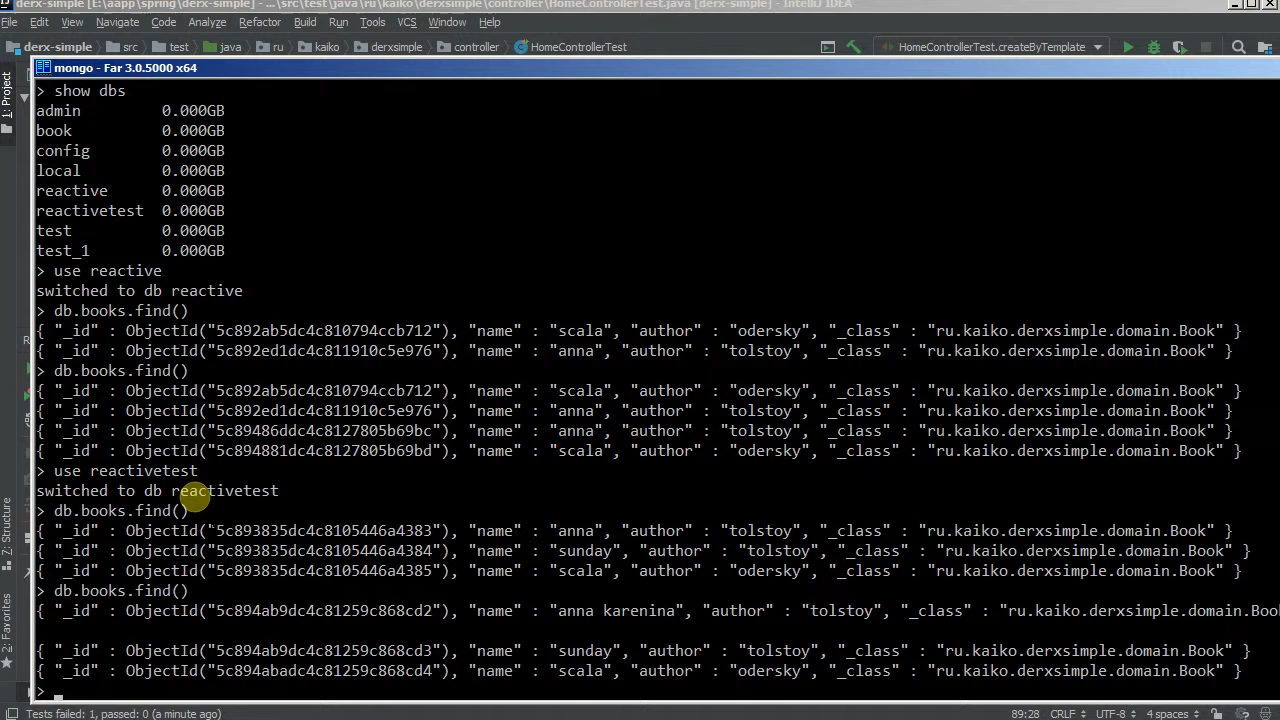 derx-simple [E:\aapp\spring\derx-simple] - ...\src\test\java\ru\kaiko\derxsimple\controller\HomeControllerTest.java [derx-simple] - IntelliJ IDEA
File Edit View Navigate Code Analyze Refactor Build Run Tools VCS Window Help
derx-simple src test java ru kaiko derxsimple controller HomeControllerTest HomeControllerTest.createByTemplate
1: Project
mongo - Far 3.0.5000 x64
> show dbs
admin 0.000GB
book 0.000GB
config 0.000GB
local 0.000GB
reactive 0.000GB
reactivetest 0.000GB
test 0.000GB
test_1 0.000GB
> use reactive
switched to db reactive
> db.books.find()
{ "_id" : ObjectId("5c892ab5dc4c810794ccb712"), "name" : "scala", "author" : "odersky", "_class" : "ru.kaiko.derxsimple.domain.Book" }
{ "_id" : ObjectId("5c892ed1dc4c811910c5e976"), "name" : "anna", "author" : "tolstoy", "_class" : "ru.kaiko.derxsimple.domain.Book" }
> db.books.find()
{ "_id" : ObjectId("5c892ab5dc4c810794ccb712"), "name" : "scala", "author" : "odersky", "_class" : "ru.kaiko.derxsimple.domain.Book" }
{ "_id" : ObjectId("5c892ed1dc4c811910c5e976"), "name" : "anna", "author" : "tolstoy", "_class" : "ru.kaiko.derxsimple.domain.Book" }
{ "_id" : ObjectId("5c89486dc4c8127805b69bc"), "name" : "anna", "author" : "tolstoy", "_class" : "ru.kaiko.derxsimple.domain.Book" }
{ "_id" : ObjectId("5c894881dc4c8127805b69bd"), "name" : "scala", "author" : "odersky", "_class" : "ru.kaiko.derxsimple.domain.Book" }
> use reactivetest
switched to db reactivetest
> db.books.find()
{ "_id" : ObjectId("5c893835dc4c8105446a4383"), "name" : "anna", "author" : "tolstoy", "_class" : "ru.kaiko.derxsimple.domain.Book" }
{ "_id" : ObjectId("5c893835dc4c8105446a4384"), "name" : "sunday", "author" : "tolstoy", "_class" : "ru.kaiko.derxsimple.domain.Book" }
{ "_id" : ObjectId("5c893835dc4c8105446a4385"), "name" : "scala", "author" : "odersky", "_class" : "ru.kaiko.derxsimple.domain.Book" }
> db.books.find()
{ "_id" : ObjectId("5c894ab9dc4c81259c868cd2"), "name" : "anna karenina", "author" : "tolstoy", "_class" : "ru.kaiko.derxsimple.domain.Boo
{ "_id" : ObjectId("5c894ab9dc4c81259c868cd3"), "name" : "sunday", "author" : "tolstoy", "_class" : "ru.kaiko.derxsimple.domain.Book" }
{ "_id" : ObjectId("5c894abadc4c81259c868cd4"), "name" : "scala", "author" : "odersky", "_class" : "ru.kaiko.derxsimple.domain.Book" }
>
Z: Structure
2: Favorites
Tests failed: 1, passed: 0 (a minute ago) 89:28 CRLF UTF-8 4 spaces